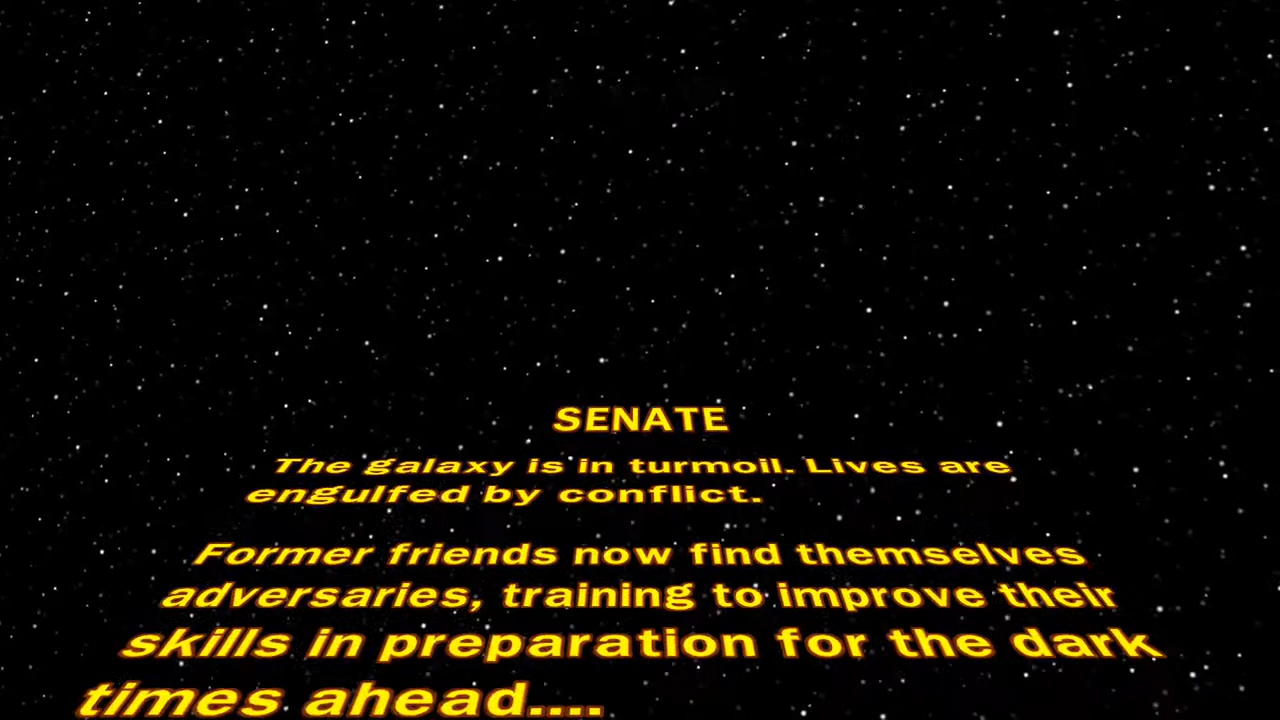 SENATE
The galaxy is in turmoil. Lives are
engulfed by conflict.
Former friends now find themselves
adversaries, training to improve their
skills in preparation for the dark
times ahead....